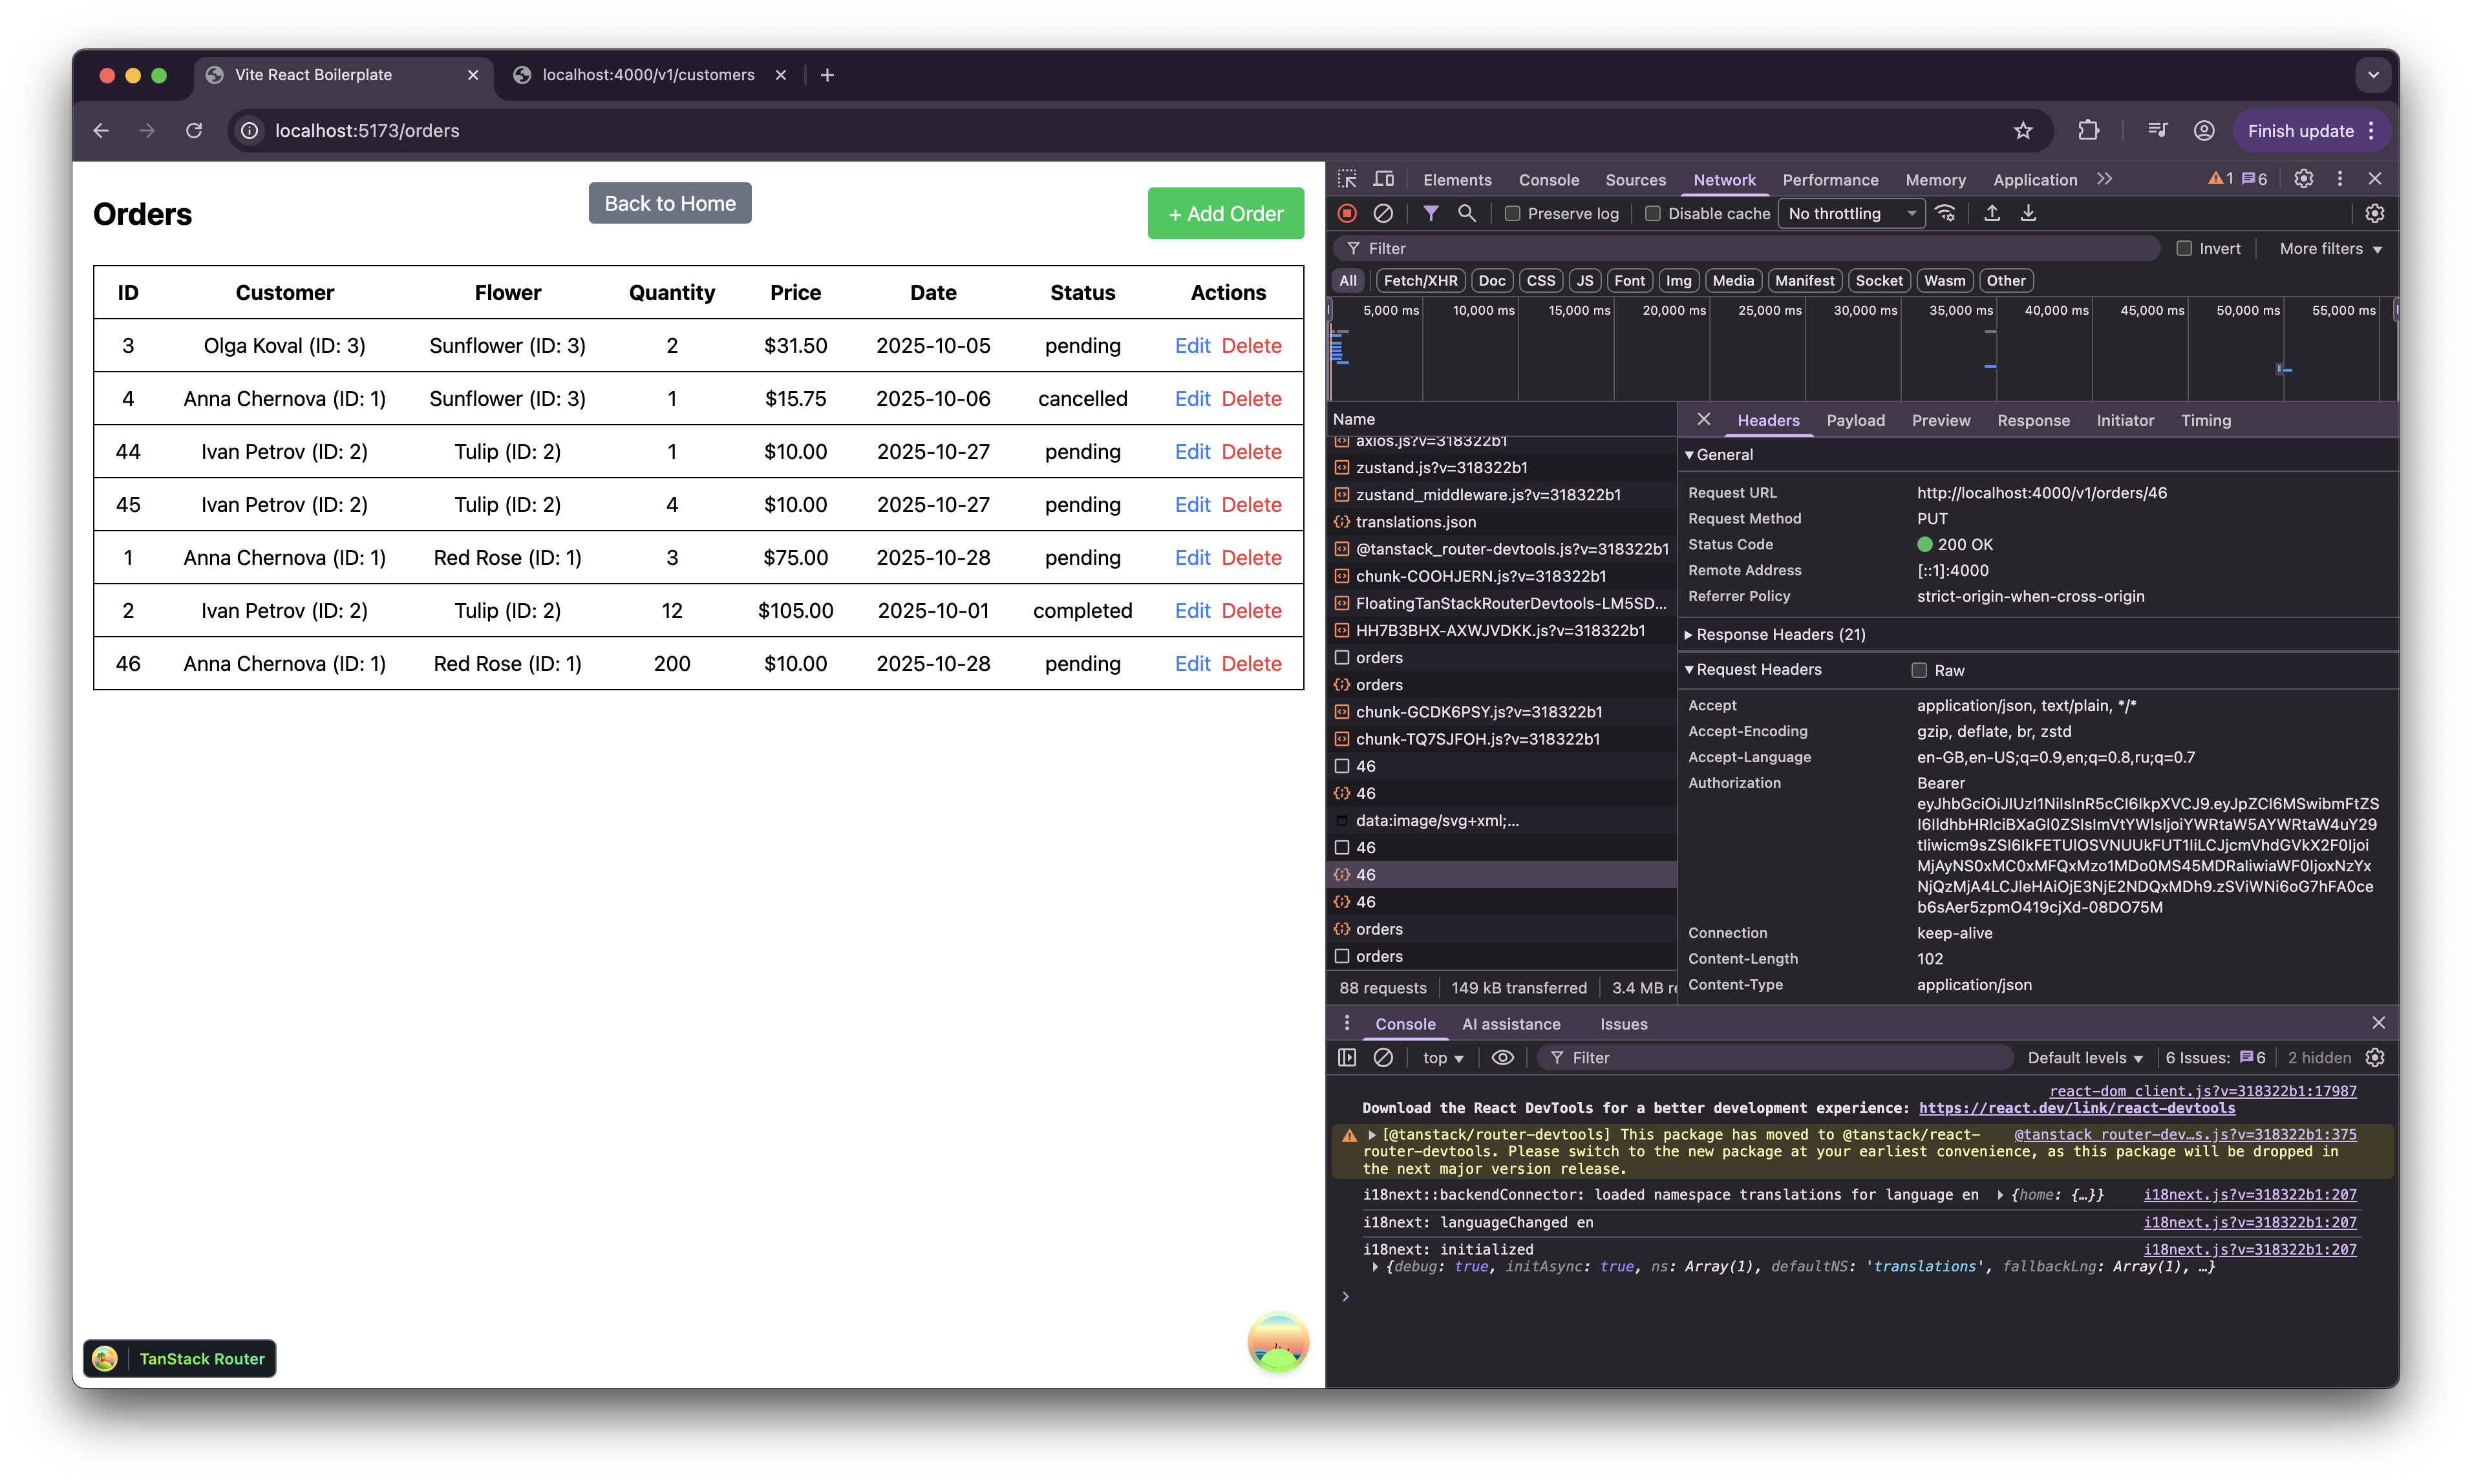 Vite React Boilerplate
localhost:4000/v1/customers
localhost:5173/orders
Finish update
Orders
Back to Home
+ Add Order
ID Customer Flower Quantity Price Date Status Actions
3 Olga Koval (ID: 3) Sunflower (ID: 3) 2 $31.50 2025-10-05 pending Edit Delete
4 Anna Chernova (ID: 1) Sunflower (ID: 3) 1 $15.75 2025-10-06 cancelled Edit Delete
44 Ivan Petrov (ID: 2) Tulip (ID: 2) 1 $10.00 2025-10-27 pending Edit Delete
45 Ivan Petrov (ID: 2) Tulip (ID: 2) 4 $10.00 2025-10-27 pending Edit Delete
1 Anna Chernova (ID: 1) Red Rose (ID: 1) 3 $75.00 2025-10-28 pending Edit Delete
2 Ivan Petrov (ID: 2) Tulip (ID: 2) 12 $105.00 2025-10-01 completed Edit Delete
46 Anna Chernova (ID: 1) Red Rose (ID: 1) 200 $10.00 2025-10-28 pending Edit Delete
TanStack Router
Elements Console Sources Network Performance Memory Application 1 6
Preserve log Disable cache No throttling
Filter Invert More filters
All Fetch/XHR Doc CSS JS Font Img Media Manifest Socket Wasm Other
5,000 ms 10,000 ms 15,000 ms 20,000 ms 25,000 ms 30,000 ms 35,000 ms 40,000 ms 45,000 ms 50,000 ms 55,000 ms
Name
axios.js?v=318322b1
zustand.js?v=318322b1
zustand_middleware.js?v=318322b1
translations.json
@tanstack_router-devtools.js?v=318322b1
chunk-COOHJERN.js?v=318322b1
FloatingTanStackRouterDevtools-LM5SD...
HH7B3BHX-AXWJVDKK.js?v=318322b1
orders
orders
chunk-GCDK6PSY.js?v=318322b1
chunk-TQ7SJFOH.js?v=318322b1
46
46
data:image/svg+xml;...
46
46
46
orders
orders
88 requests 149 kB transferred 3.4 MB
Headers Payload Preview Response Initiator Timing
General
Request URL http://localhost:4000/v1/orders/46
Request Method PUT
Status Code 200 OK
Remote Address [::1]:4000
Referrer Policy strict-origin-when-cross-origin
Response Headers (21)
Request Headers Raw
Accept application/json, text/plain, */*
Accept-Encoding gzip, deflate, br, zstd
Accept-Language en-GB,en-US;q=0.9,en;q=0.8,ru;q=0.7
Authorization Bearer
Connection keep-alive
Content-Length 102
Content-Type application/json
Console AI assistance Issues
top Filter Default levels 6 Issues: 6 2 hidden
react-dom_client.js?v=318322b1:17987
Download the React DevTools for a better development experience: https://react.dev/link/react-devtools
[@tanstack/router-devtools] This package has moved to @tanstack/react- @tanstack_router-dev…s.js?v=318322b1:375
router-devtools. Please switch to the new package at your earliest convenience, as this package will be dropped in
the next major version release.
i18next::backendConnector: loaded namespace translations for language en {home: {…}} i18next.js?v=318322b1:207
i18next: languageChanged en i18next.js?v=318322b1:207
i18next: initialized i18next.js?v=318322b1:207
{debug: true, initAsync: true, ns: Array(1), defaultNS: 'translations', fallbackLng: Array(1), …}